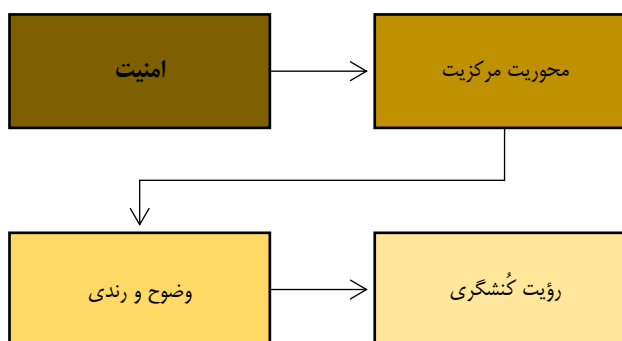 امنیت
محوریت مرکزیت
وضوح و رندی
رؤیت کُنشگری